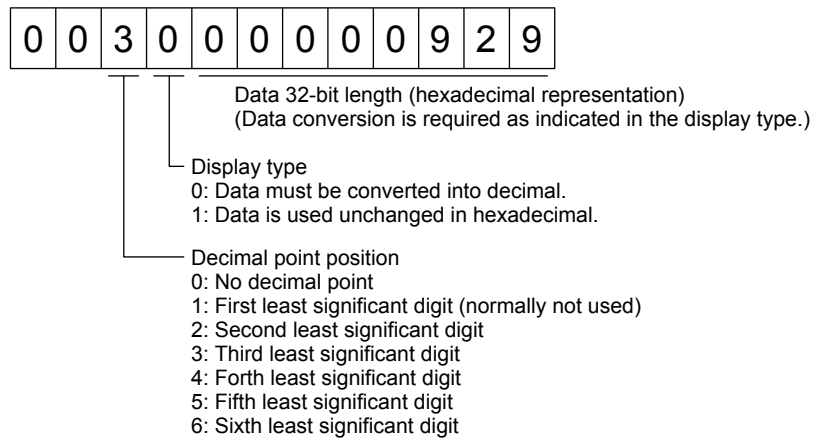 0 0 3 0 0 0 0 0 0 9 2 9
Data 32-bit length (hexadecimal representation)
(Data conversion is required as indicated in the display type.)
Display type
0: Data must be converted into decimal.
1: Data is used unchanged in hexadecimal.
Decimal point position
0: No decimal point
1: First least significant digit (normally not used)
2: Second least significant digit
3: Third least significant digit
4: Forth least significant digit
5: Fifth least significant digit
6: Sixth least significant digit